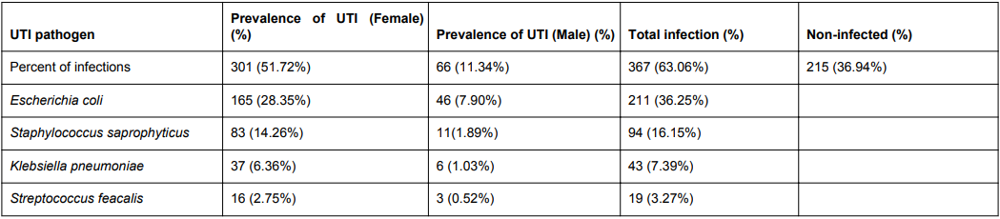 UTI pathogen Prevalence of UTI (Female) (%) Prevalence of UTI (Male) (%) Total infection (%) Non-infected (%)
Percent of infections 301 (51.72%) 66 (11.34%) 367 (63.06%) 215 (36.94%)
Escherichia coli 165 (28.35%) 46 (7.90%) 211 (36.25%)
Staphylococcus saprophyticus 83 (14.26%) 11(1.89%) 94 (16.15%)
Klebsiella pneumoniae 37 (6.36%) 6 (1.03%) 43 (7.39%)
Streptococcus feacalis 16 (2.75%) 3 (0.52%) 19 (3.27%)